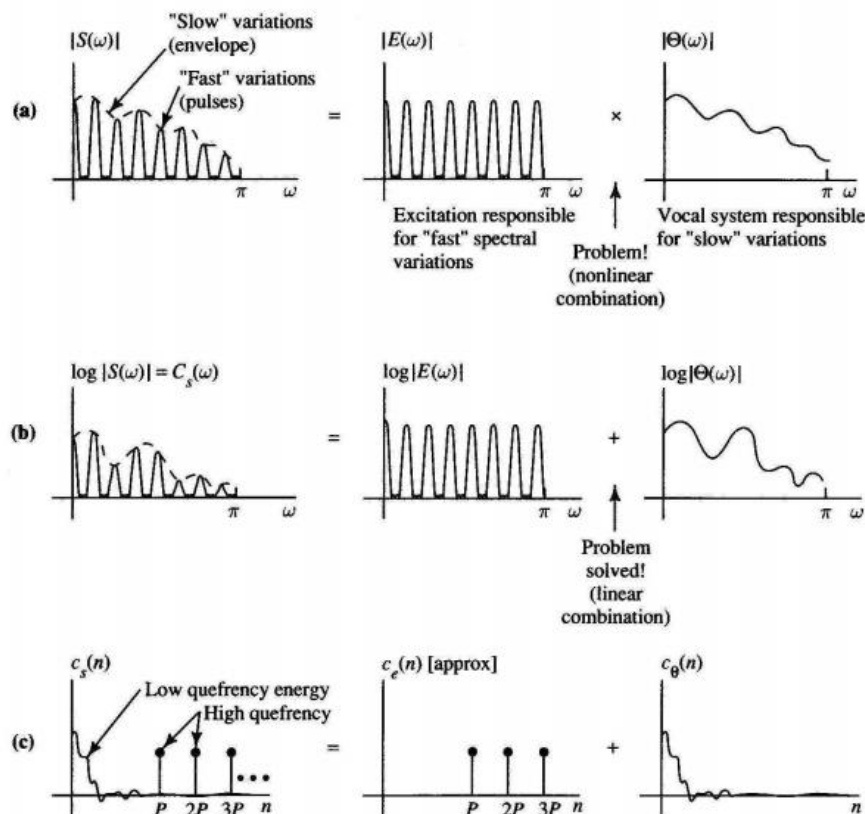 |S(ω)|
"Slow" variations
(envelope)
"Fast" variations
(pulses)
|E(ω)|
|Θ(ω)|
(a)
=
×
π ω
π ω
π ω
Excitation responsible
for "fast" spectral
variations
Problem!
(nonlinear
combination)
Vocal system responsible
for "slow" variations
log |S(ω)| = C_s(ω)
log|E(ω)|
log|Θ(ω)|
(b)
=
+
π ω
π ω
π ω
Problem
solved!
(linear
combination)
c_s(n)
c_e(n) [approx]
c_θ(n)
Low quefrency energy
High quefrency
(c)
=
+
P 2P 3P n
P 2P 3P n
n